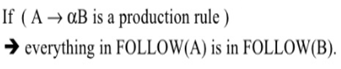 If ( A → αB is a production rule )
➔ everything in FOLLOW(A) is in FOLLOW(B).